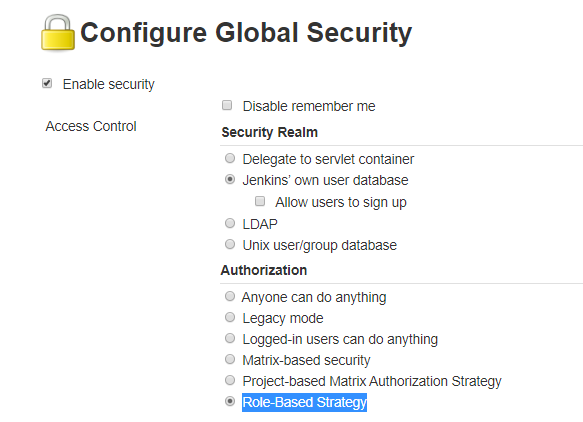 Configure Global Security
Enable security
Disable remember me
Access Control
Security Realm
Delegate to servlet container
Jenkins' own user database
Allow users to sign up
LDAP
Unix user/group database
Authorization
Anyone can do anything
Legacy mode
Logged-in users can do anything
Matrix-based security
Project-based Matrix Authorization Strategy
Role-Based Strategy